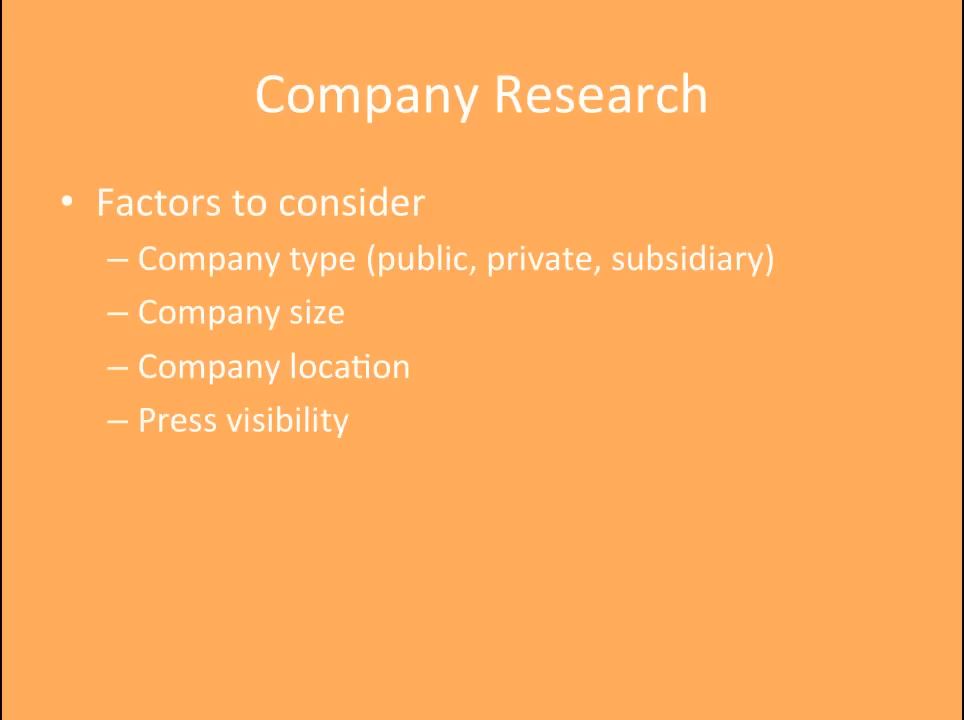 Company Research
• Factors to consider
– Company type (public, private, subsidiary)
– Company size
– Company location
– Press visibility